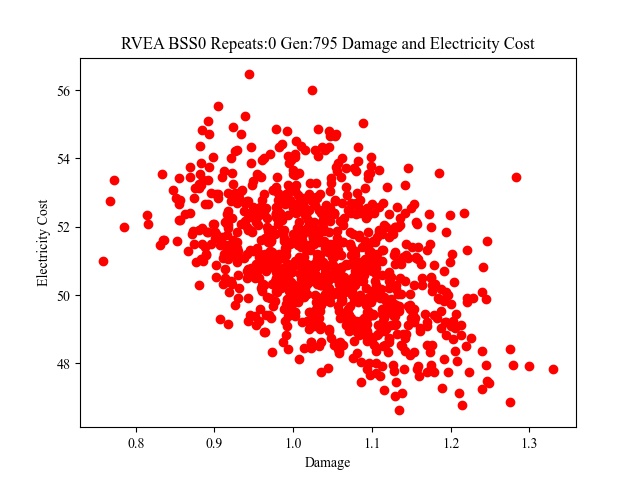 RVEA BSS0 Repeats:0 Gen:795 Damage and Electricity Cost
56
54
52
50
48
Electricity Cost
0.8 0.9 1.0 1.1 1.2 1.3
Damage